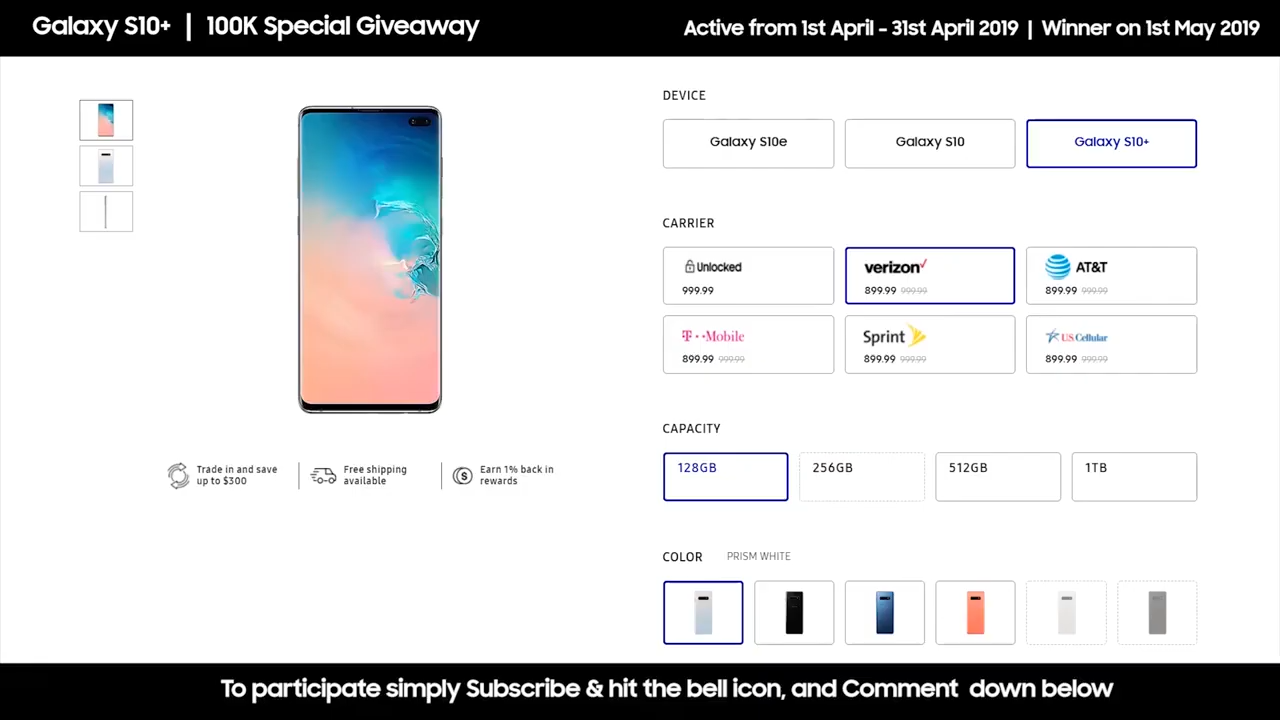 Galaxy S10+ | 100K Special Giveaway
Active from 1st April - 31st April 2019 | Winner on 1st May 2019
DEVICE
Galaxy S10e
Galaxy S10
Galaxy S10+
CARRIER
Unlocked
999.99
verizon
899.99 999.99
AT&T
899.99 999.99
T··Mobile
899.99 999.99
Sprint
899.99 999.99
U.S. Cellular
899.99 999.99
CAPACITY
128GB
256GB
512GB
1TB
COLOR PRISM WHITE
Trade in and save
up to $300
Free shipping
available
Earn 1% back in
rewards
To participate simply Subscribe & hit the bell icon, and Comment down below